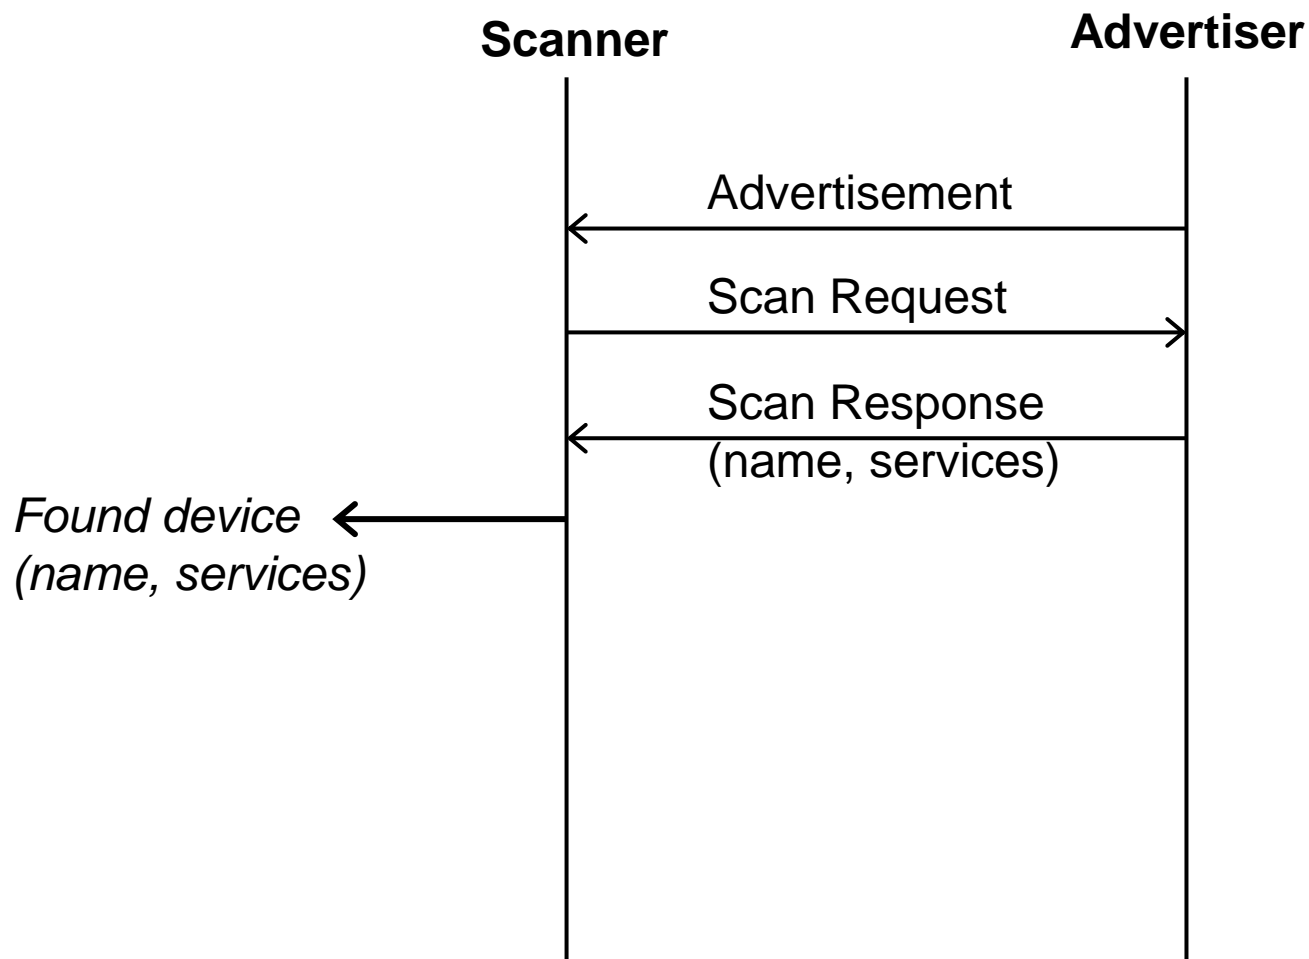 Scanner
Advertiser
Advertisement
Scan Request
Scan Response
(name, services)
Found device
(name, services)